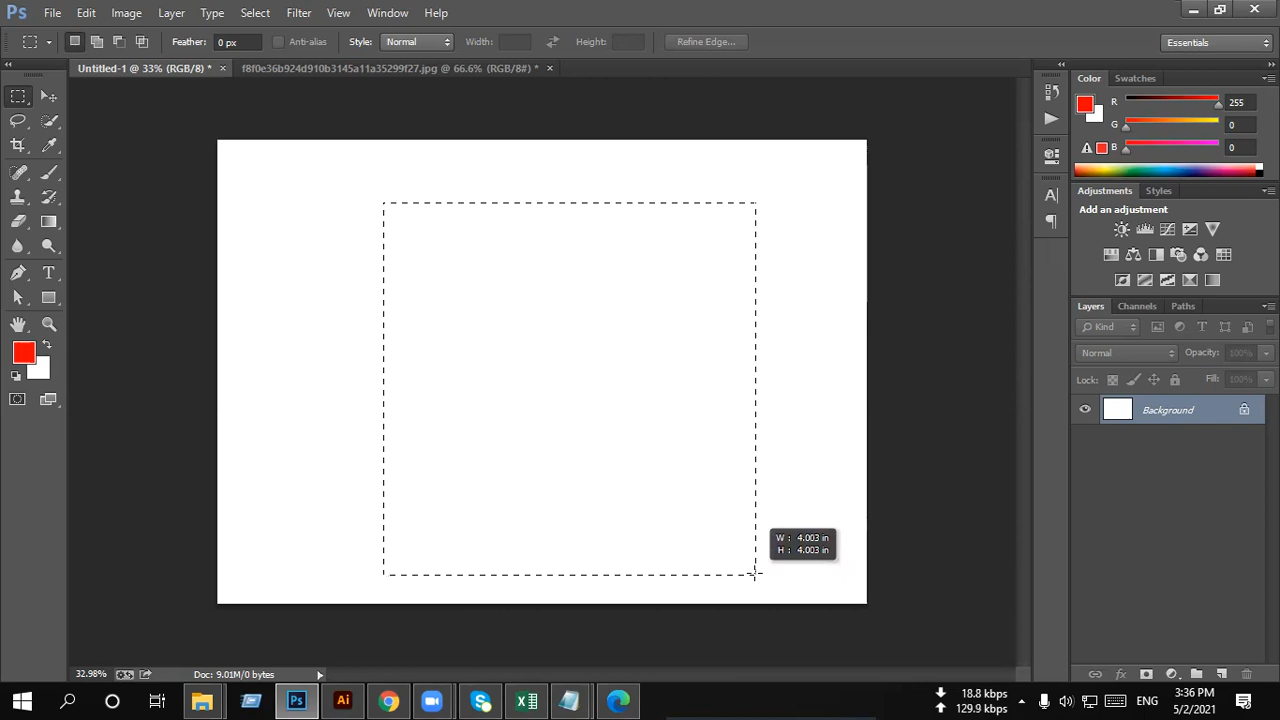 Ps File Edit Image Layer Type Select Filter View Window Help
Feather: 0 px Anti-alias Style: Normal Width: Height: Refine Edge... Essentials
Untitled-1 @ 33% (RGB/8) * × f8f0e36b924d910b3145a11a35299f27.jpg @ 66.6% (RGB/8#) * ×
Color Swatches
R 255
G 0
B 0
Adjustments Styles
Add an adjustment
Layers Channels Paths
Kind
Normal Opacity: 100%
Lock: Fill: 100%
Background
W : 4.003 in
H : 4.003 in
32.98% Doc: 9.01M/0 bytes
Ps Ai 18.8 kbps
129.9 kbps
ENG
3:36 PM
5/2/2021